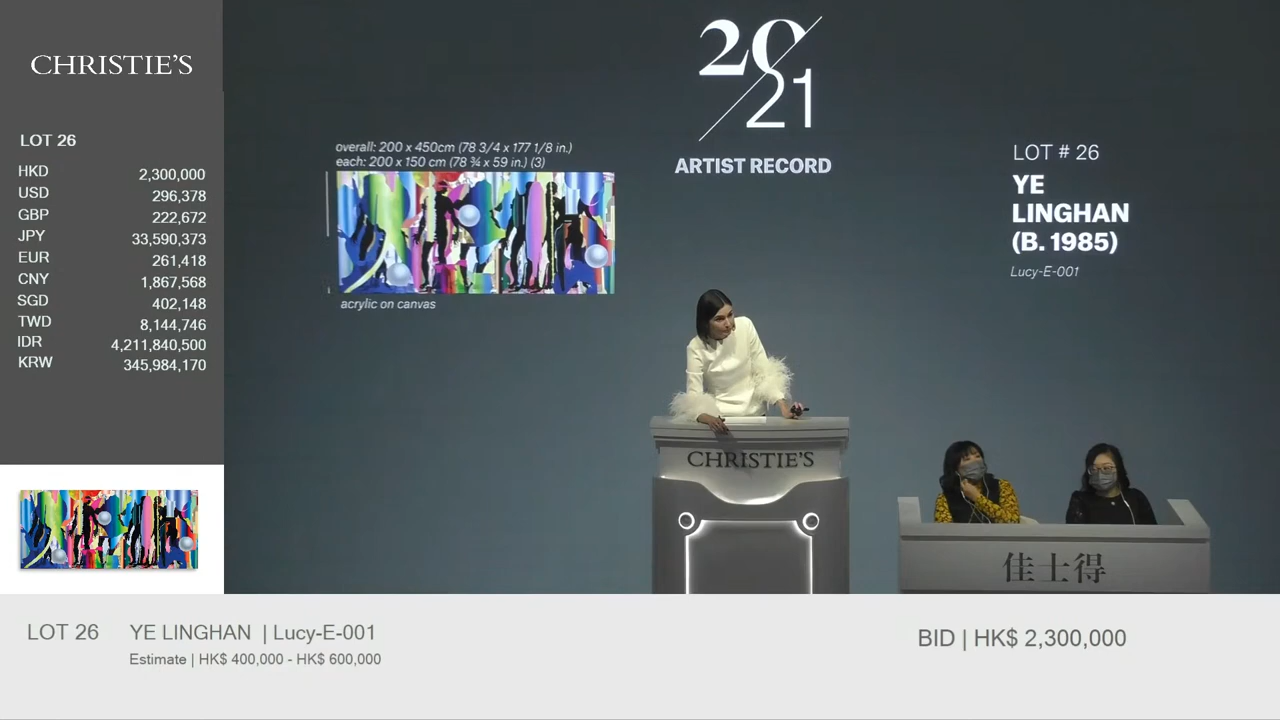 CHRISTIE'S
LOT 26
HKD 2,300,000
USD 296,378
GBP 222,672
JPY 33,590,373
EUR 261,418
CNY 1,867,568
SGD 402,148
TWD 8,144,746
IDR 4,211,840,500
KRW 345,984,170
20/21
ARTIST RECORD
overall: 200 x 450cm (78 3/4 x 177 1/8 in.)
each: 200 x 150 cm (78 ¾ x 59 in.) (3)
acrylic on canvas
LOT # 26
YE
LINGHAN
(B. 1985)
Lucy-E-001
CHRISTIE'S
佳士得
LOT 26 YE LINGHAN | Lucy-E-001
Estimate | HK$ 400,000 - HK$ 600,000
BID | HK$ 2,300,000